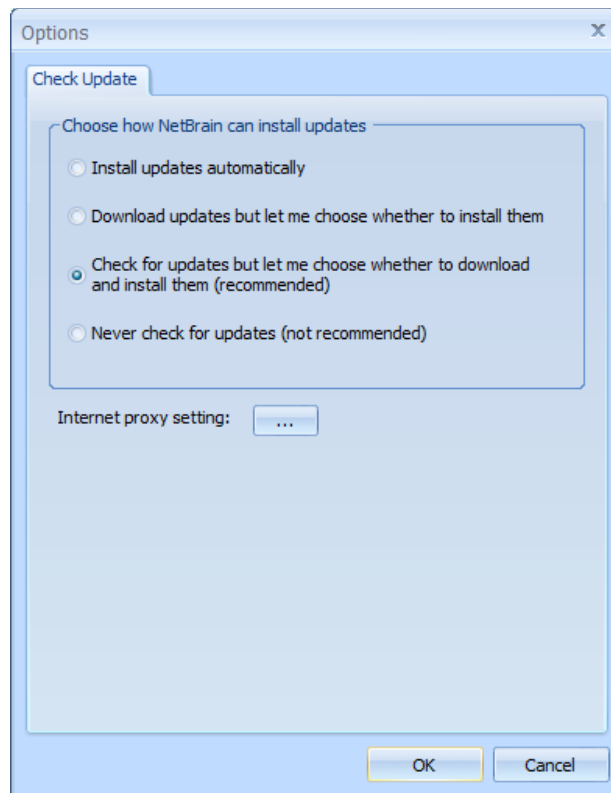 Options
Check Update
Choose how NetBrain can install updates
Install updates automatically
Download updates but let me choose whether to install them
Check for updates but let me choose whether to download
and install them (recommended)
Never check for updates (not recommended)
Internet proxy setting:
...
OK
Cancel